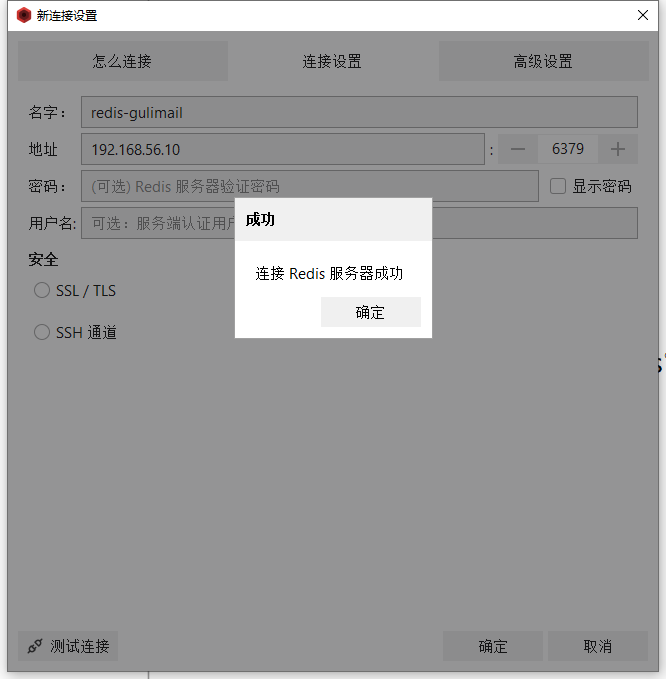 新连接设置
怎么连接 连接设置 高级设置
名字： redis-gulimail
地址 192.168.56.10 : 6379
密码： (可选) Redis 服务器验证密码 显示密码
用户名: 可选：服务端认证用户
成功
安全
连接 Redis 服务器成功
SSL / TLS
确定
SSH 通道
测试连接 确定 取消